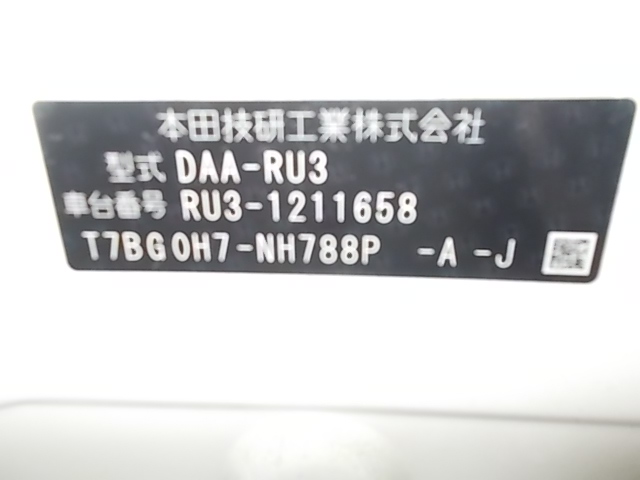 本田技研工業株式会社
型式 DAA-RU3
車台番号 RU3-1211658
T7BG0H7-NH788P -A -J